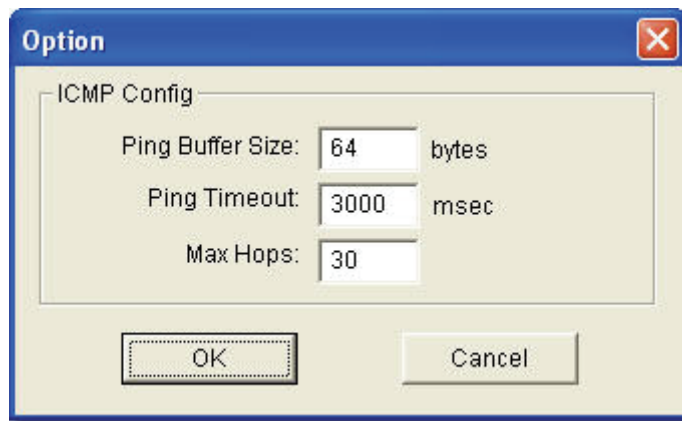 Option
ICMP Config
Ping Buffer Size: 64 bytes
Ping Timeout: 3000 msec
Max Hops: 30
OK Cancel